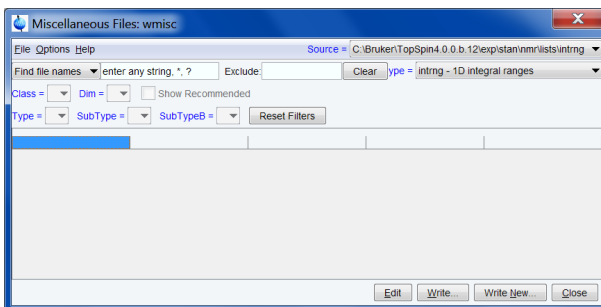 Miscellaneous Files: wmisc
File Options Help Source = C:\Bruker\TopSpin4.0.0.b.12\exp\stan\nmr\lists\intrng
Find file names enter any string, *, ? Exclude: Clear ype = intrng - 1D integral ranges
Class = Dim = Show Recommended
Type = SubType = SubTypeB = Reset Filters
Edit Write... Write New... Close